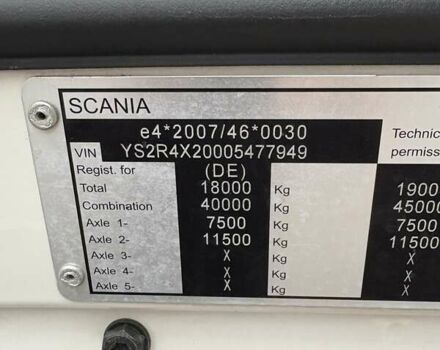 SCANIA
e4*2007/46*0030
VIN YS2R4X20005477949
Regist. for (DE)
Total 18000 Kg 1900
Combination 40000 Kg 45000
Axle 1- 7500 Kg 7500
Axle 2- 11500 Kg 11500
Axle 3- X Kg X
Axle 4- X Kg X
Axle 5- X Kg X
Technic
permiss